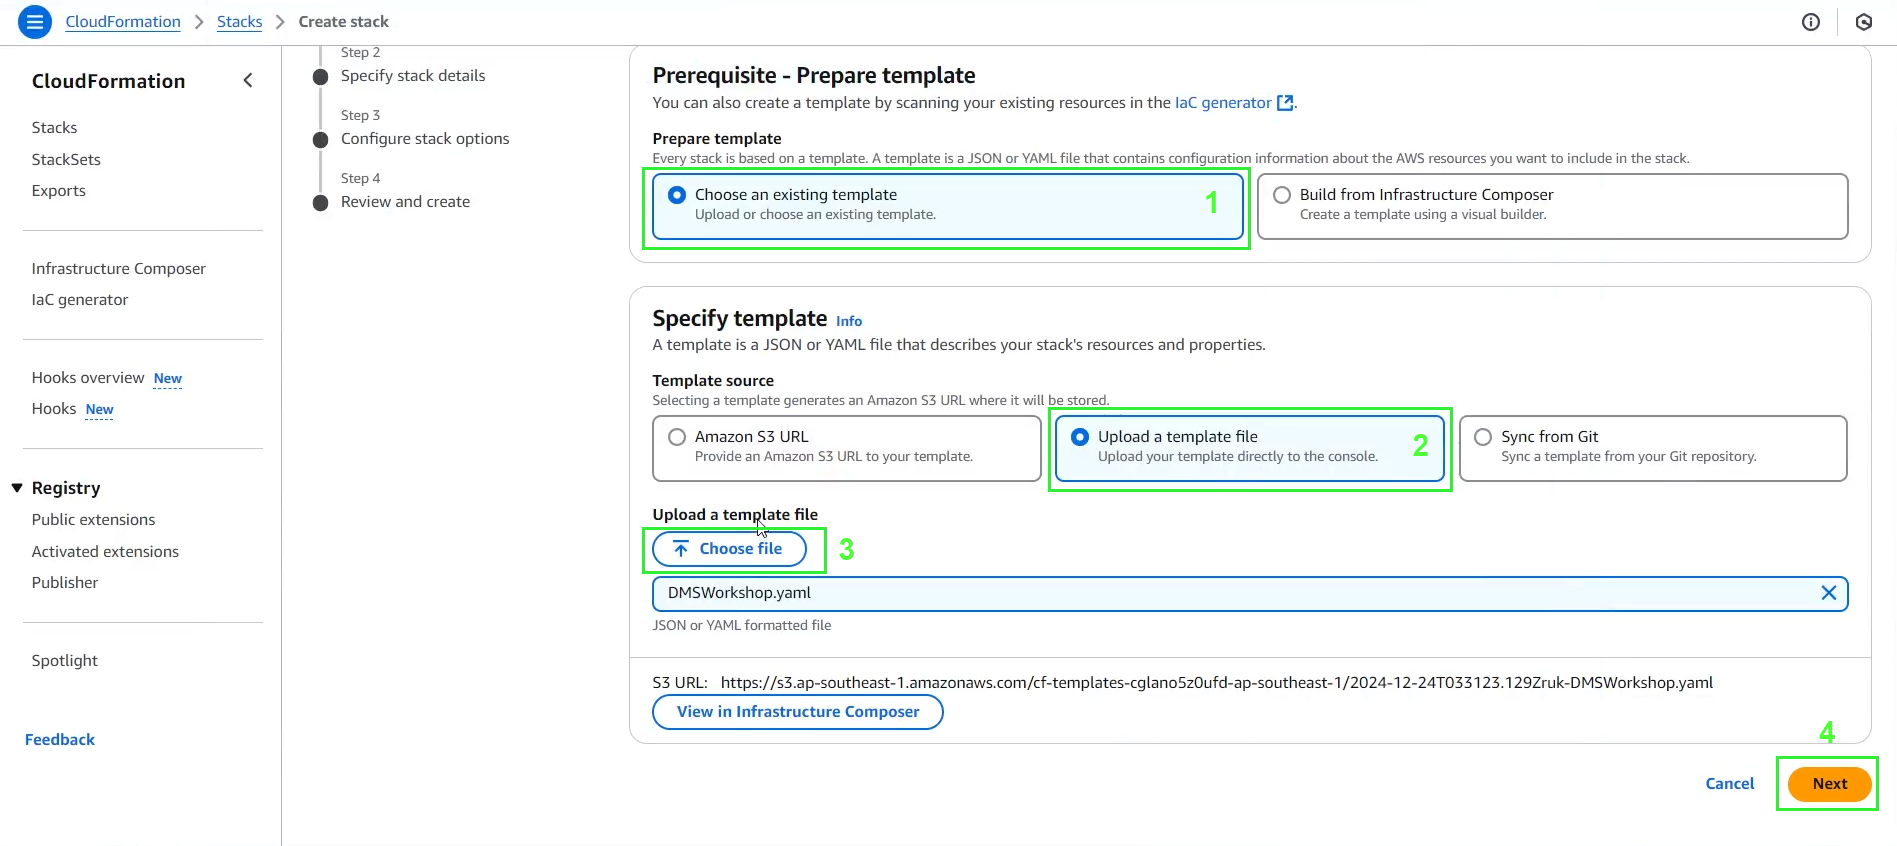 CloudFormation > Stacks > Create stack
CloudFormation
Stacks
StackSets
Exports
Infrastructure Composer
IaC generator
Hooks overview New
Hooks New
Registry
Public extensions
Activated extensions
Publisher
Spotlight
Feedback
Step 2
Specify stack details
Step 3
Configure stack options
Step 4
Review and create
Prerequisite - Prepare template
You can also create a template by scanning your existing resources in the IaC generator.
Prepare template
Every stack is based on a template. A template is a JSON or YAML file that contains configuration information about the AWS resources you want to include in the stack.
Choose an existing template
Upload or choose an existing template.
1
Build from Infrastructure Composer
Create a template using a visual builder.
Specify template Info
A template is a JSON or YAML file that describes your stack's resources and properties.
Template source
Selecting a template generates an Amazon S3 URL where it will be stored.
Amazon S3 URL
Provide an Amazon S3 URL to your template.
Upload a template file
Upload your template directly to the console.
2
Sync from Git
Sync a template from your Git repository.
Upload a template file
Choose file
3
DMSWorkshop.yaml
JSON or YAML formatted file
S3 URL: https://s3.ap-southeast-1.amazonaws.com/cf-templates-cglano5z0ufd-ap-southeast-1/2024-12-24T033123.129Zruk-DMSWorkshop.yaml
View in Infrastructure Composer
4
Cancel
Next